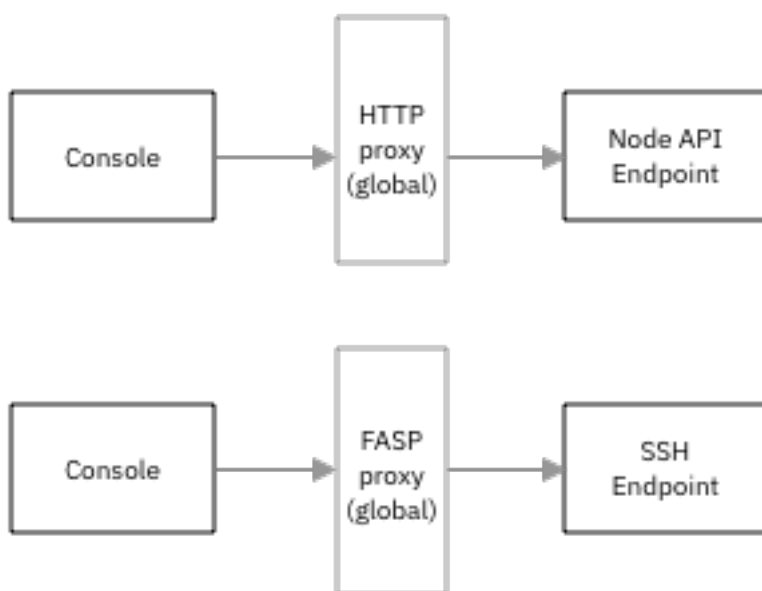 Console
HTTP
proxy
(global)
Node API
Endpoint
Console
FASP
proxy
(global)
SSH
Endpoint